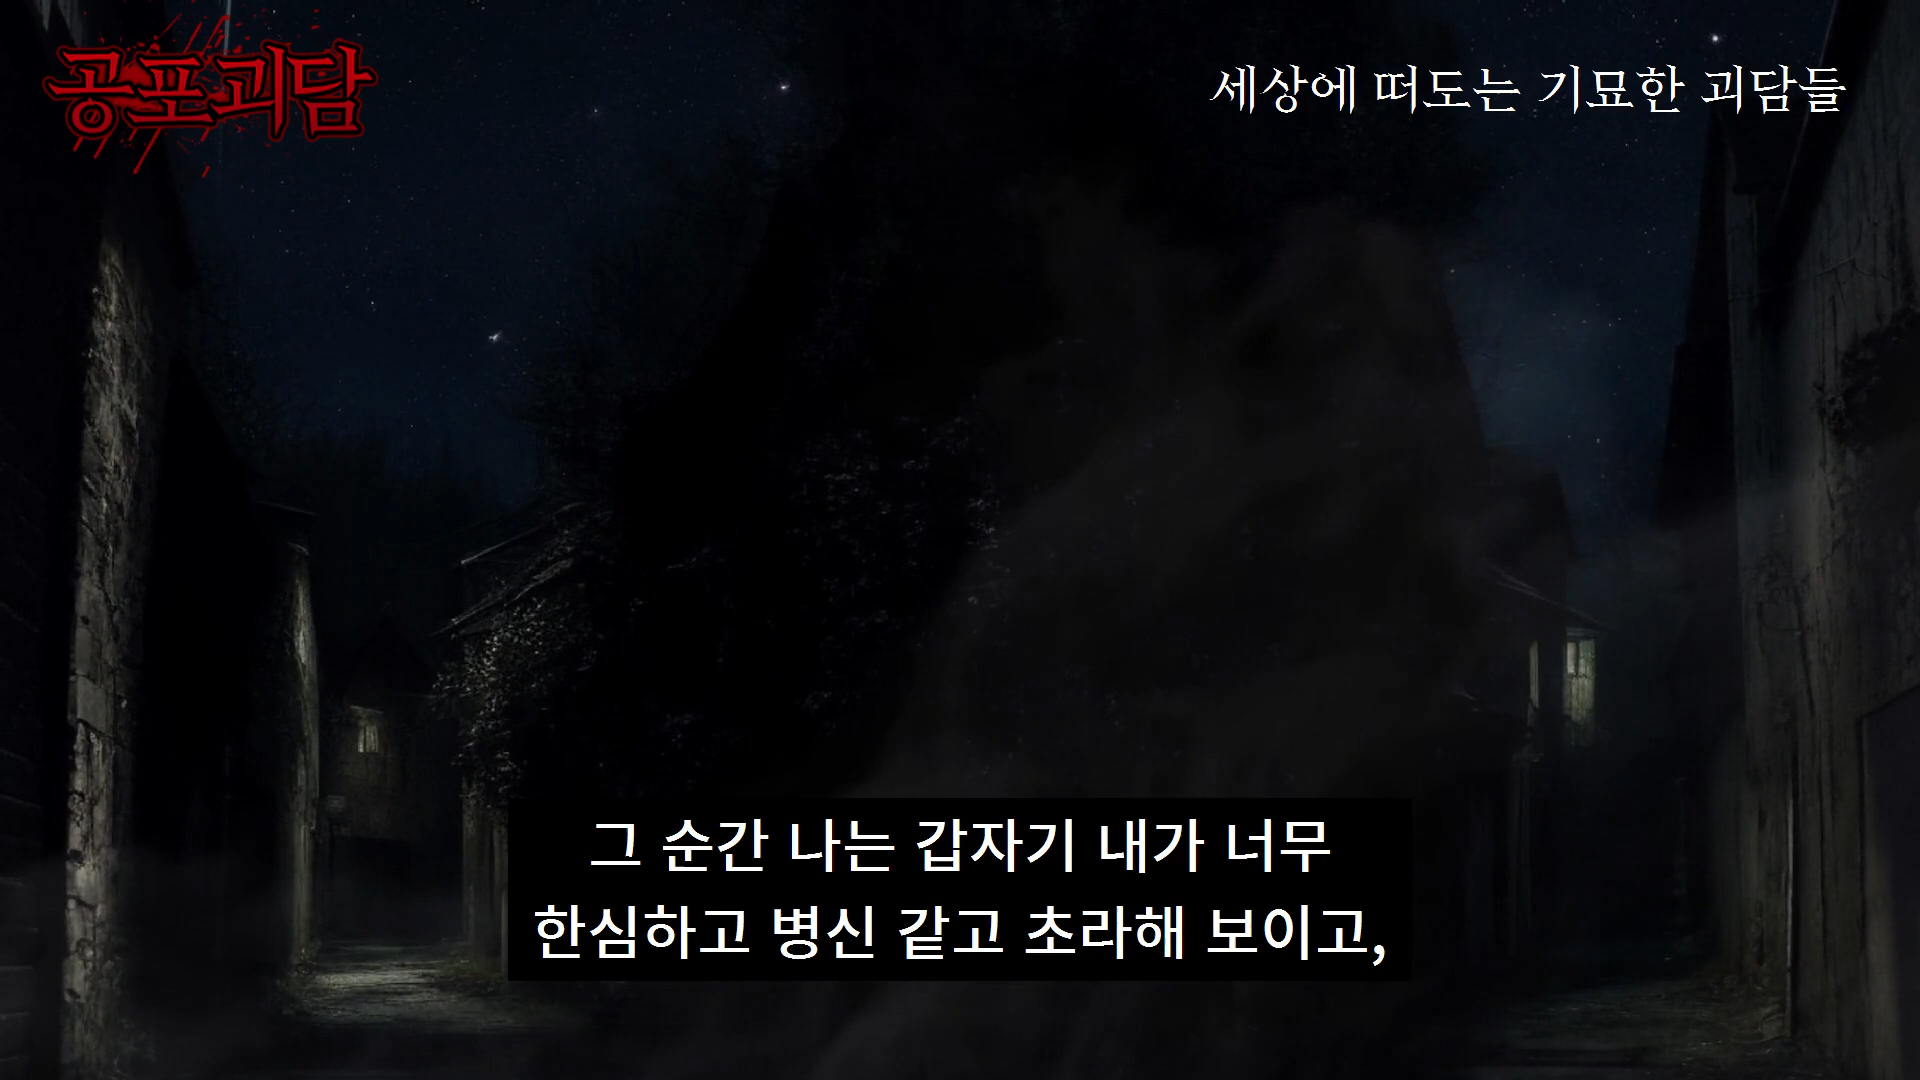 공포괴담
세상에 떠도는 기묘한 괴담들
그 순간 나는 갑자기 내가 너무
한심하고 병신 같고 초라해 보이고,